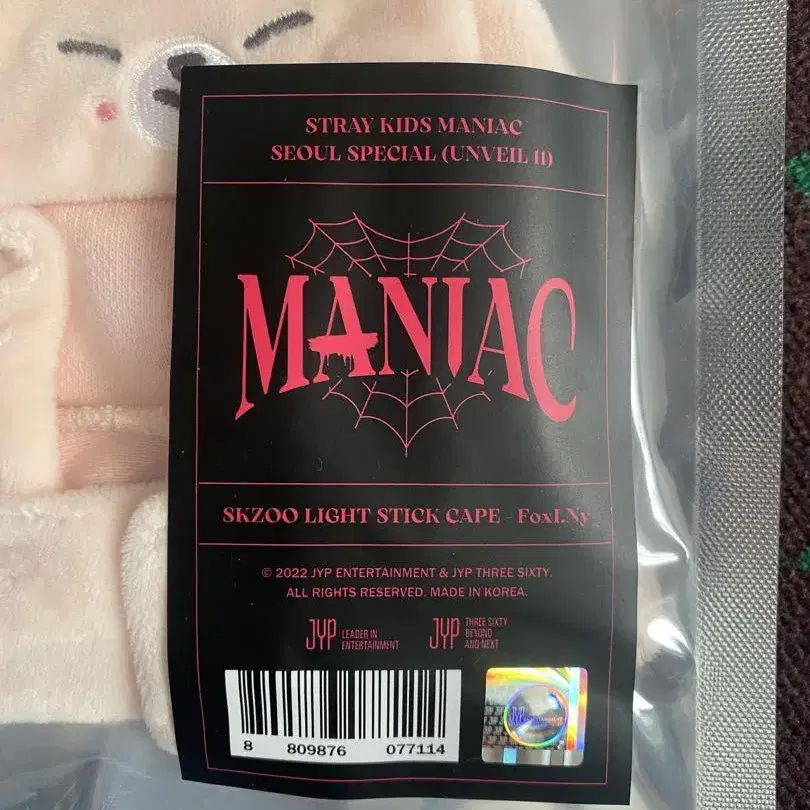 STRAY KIDS MANIAC
SEOUL SPECIAL (UNVEIL 11)
MANIAC
SKZOO LIGHT STICK CAPE - FoxI.Ny
© 2022 JYP ENTERTAINMENT & JYP THREE SIXTY.
ALL RIGHTS RESERVED. MADE IN KOREA.
JYP LEADER IN
ENTERTAINMENT
JYP THREE SIXTY
BEYOND
AND NEXT
8 809876 077114
JYP